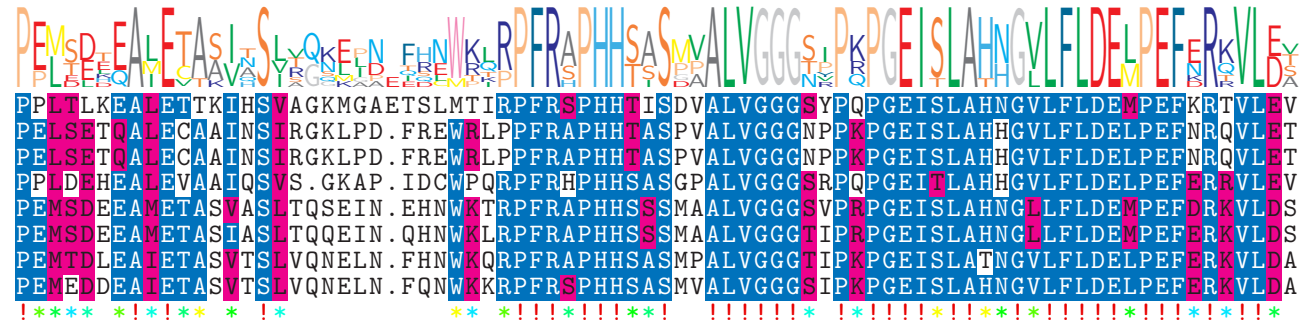 PPLTLKEALETTKIHSVAGKMGAETSLMTIRPFRSPHHTISDVALVGGGSYPQPGEISLAHNGVLFLDEMPEFKRTVLEV
PELSETQALECAAINSIRGKLPD.FREWRLPPFRAPHHTASPVALVGGGNPPKPGEISLAHHGVLFLDELPEFNRQVLET
PELSETQALECAAINSIRGKLPD.FREWRLPPFRAPHHTASPVALVGGGNPPKPGEISLAHHGVLFLDELPEFNRQVLET
PPLDEHEALEVAAIQSVS.GKAP.IDCWPQRPFRHPHHSASGPALVGGGSRPQPGEITLAHHGVLFLDELPEFERRVLEV
PEMSDEEAMETASVASLTQSEIN.EHNWKTRPFRAPHHSSSMAALVGGGSVPRPGEISLAHNGLLFLDEMPEFDRKVLDS
PEMSDEEAMETASIASLTQQEIN.QHNWKLRPFRAPHHSSSMAALVGGGTIPRPGEISLAHNGLLFLDEMPEFERKVLDS
PEMTDLEAIETASVTSLVQNELN.FHNWKQRPFRAPHHSASMPALVGGGTIPKPGEISLATNGVLFLDELPEFERKVLDA
PEMEDDEAIETASVTSLVQNELN.FQNWKKRPFRSPHHSASMVALVGGGSIPKPGEISLAHNGVLFLDELPEFERKVLDA
!**** *!*!** * !* ** *!!!*!!!**! !!!!!! !*!!!!*!!**!*!!!!!*!!!*!*!!*